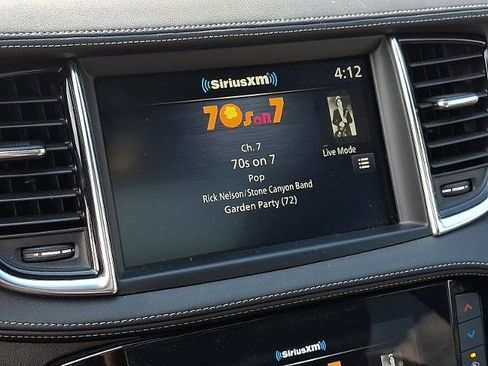 SiriusXM
4:12
70s on 7
Ch. 7
70s on 7
Pop
Rick Nelson/Stone Canyon Band
Garden Party (72)
Live Mode
SiriusXM